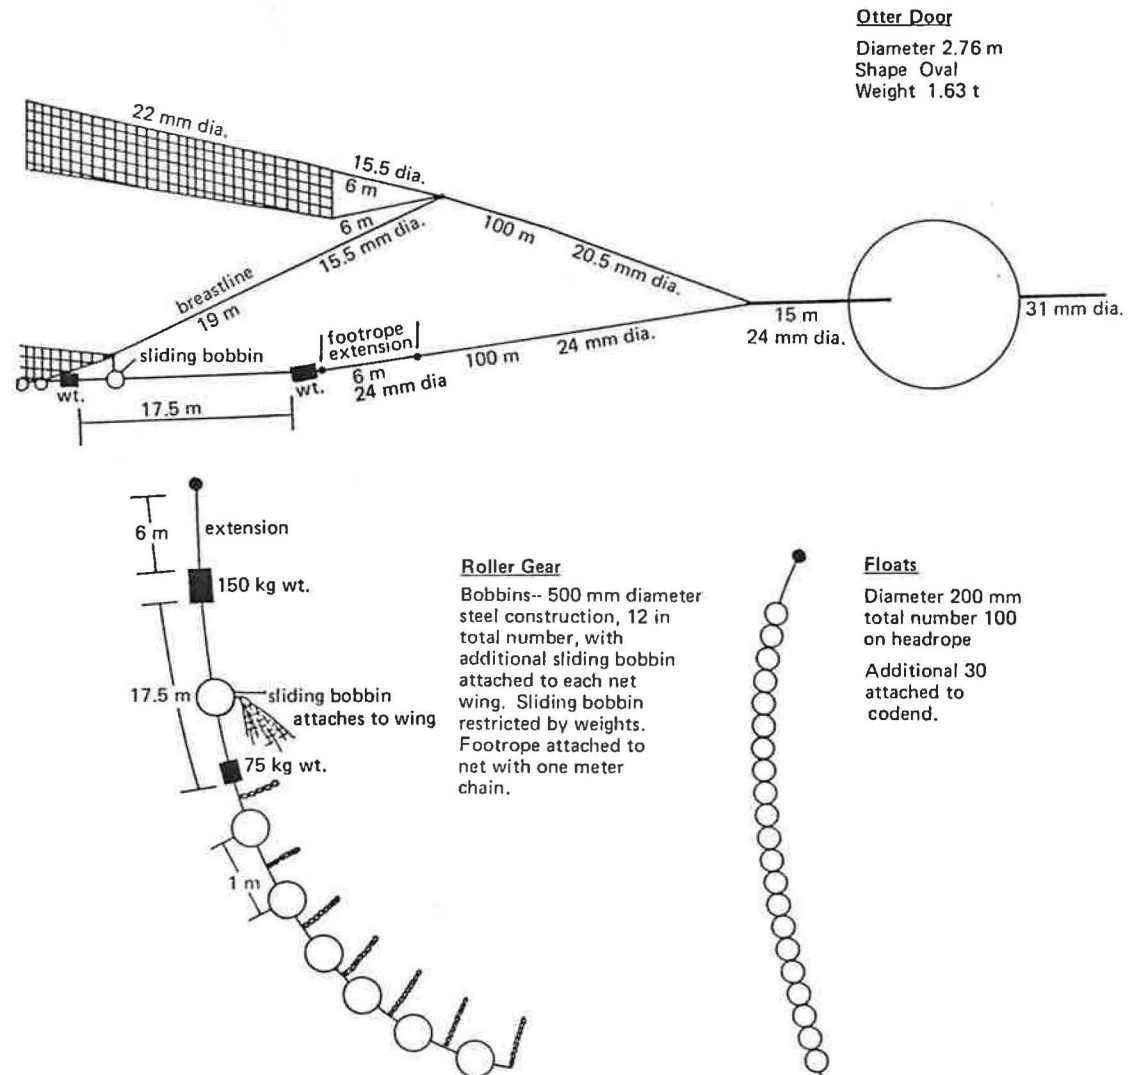 Otter Door
Diameter 2.76 m
Shape Oval
Weight 1.63 t
22 mm dia.
15.5 dia.
6 m
6 m
15.5 mm dia.
100 m
20.5 mm dia.
breastline
19 m
15 m
24 mm dia.
31 mm dia.
sliding bobbin
footrope
extension
100 m
24 mm dia.
6 m
24 mm dia
wt.
wt.
17.5 m
6 m
extension
150 kg wt.
17.5 m
sliding bobbin
attaches to wing
75 kg wt.
1 m
Roller Gear
Bobbins-- 500 mm diameter
steel construction, 12 in
total number, with
additional sliding bobbin
attached to each net
wing. Sliding bobbin
restricted by weights.
Footrope attached to
net with one meter
chain.
Floats
Diameter 200 mm
total number 100
on headrope
Additional 30
attached to
codend.